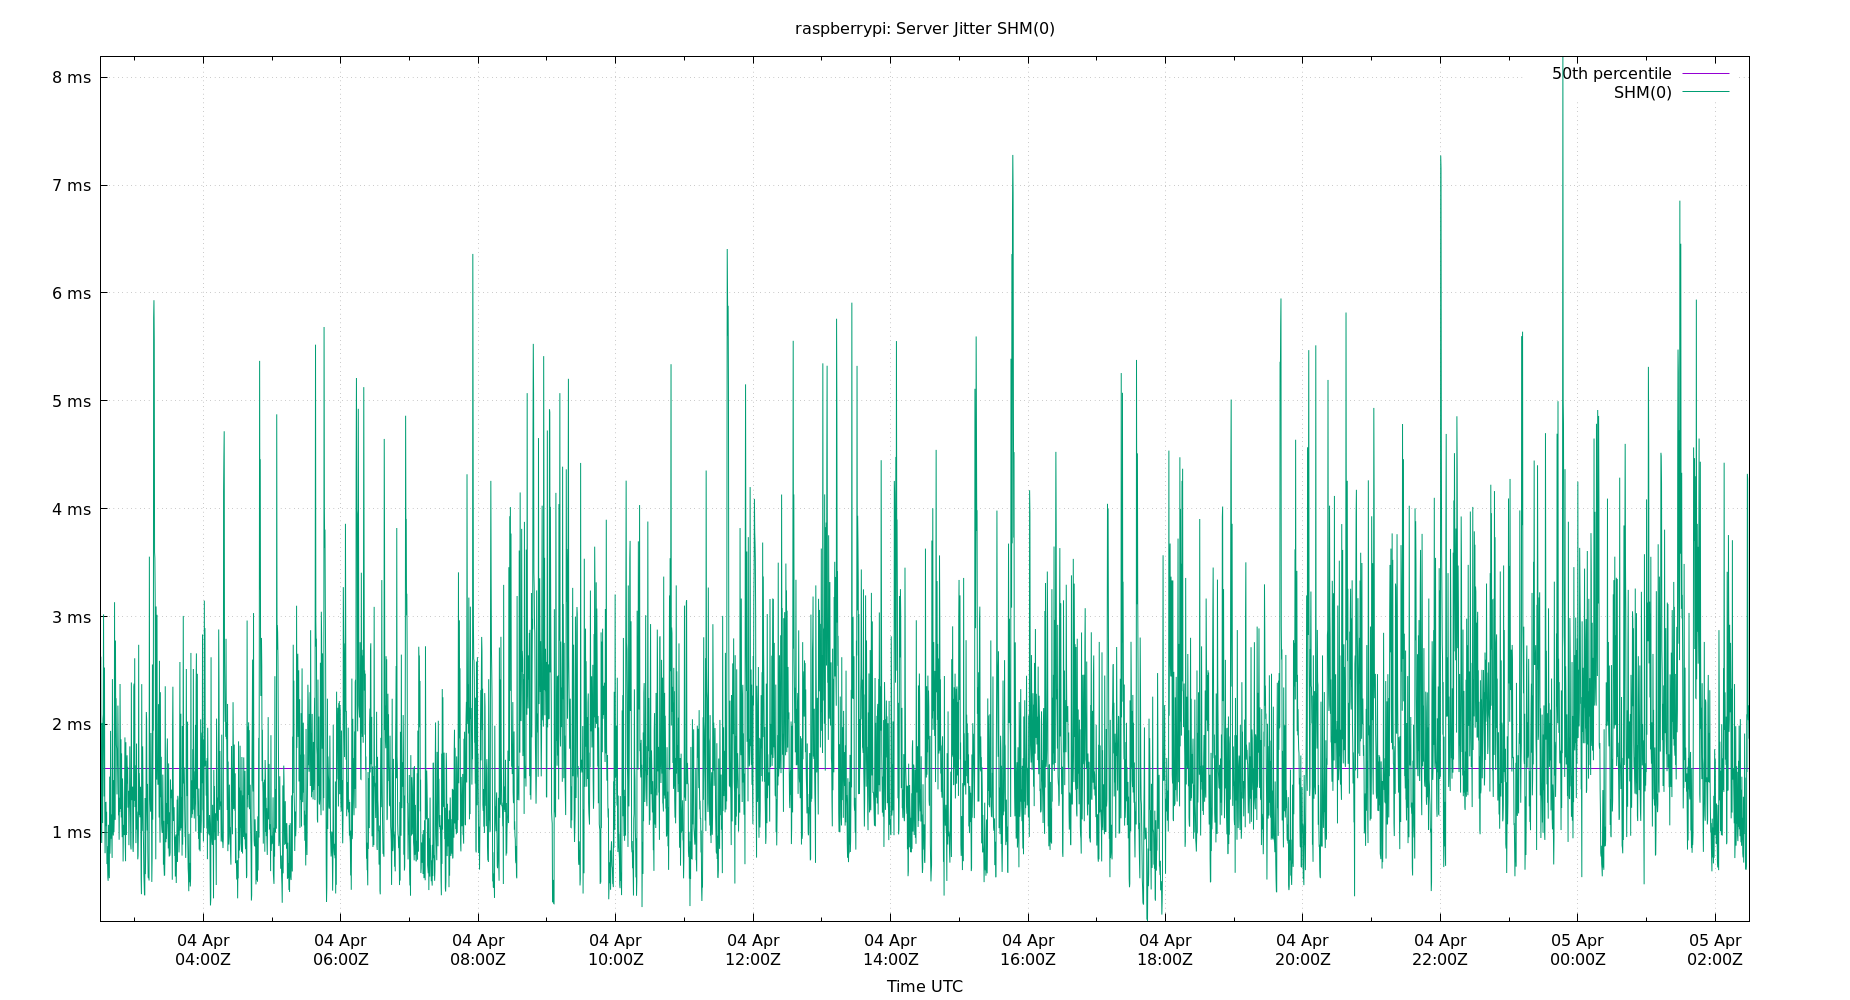 raspberrypi: Server Jitter SHM(0)
8 ms
50th percentile
SHM(0)
7 ms
6 ms
5 ms
4 ms
3 ms
2 ms
1 ms
04 Apr 04 Apr 04 Apr 04 Apr 04 Apr 04 Apr 04 Apr 04 Apr 04 Apr 04 Apr 05 Apr 05 Apr
04:00Z 06:00Z 08:00Z 10:00Z 12:00Z 14:00Z 16:00Z 18:00Z 20:00Z 22:00Z 00:00Z 02:00Z
Time UTC